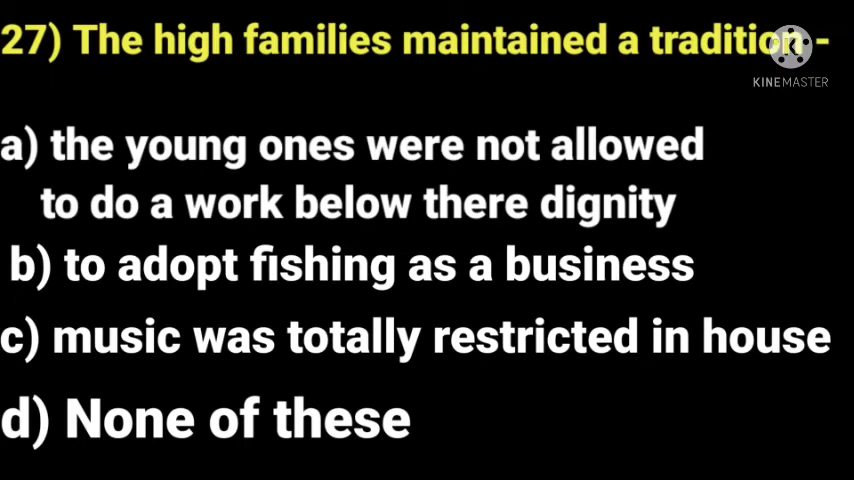 27) The high families maintained a tradition -
KINEMASTER
a) the young ones were not allowed
to do a work below there dignity
b) to adopt fishing as a business
c) music was totally restricted in house
d) None of these